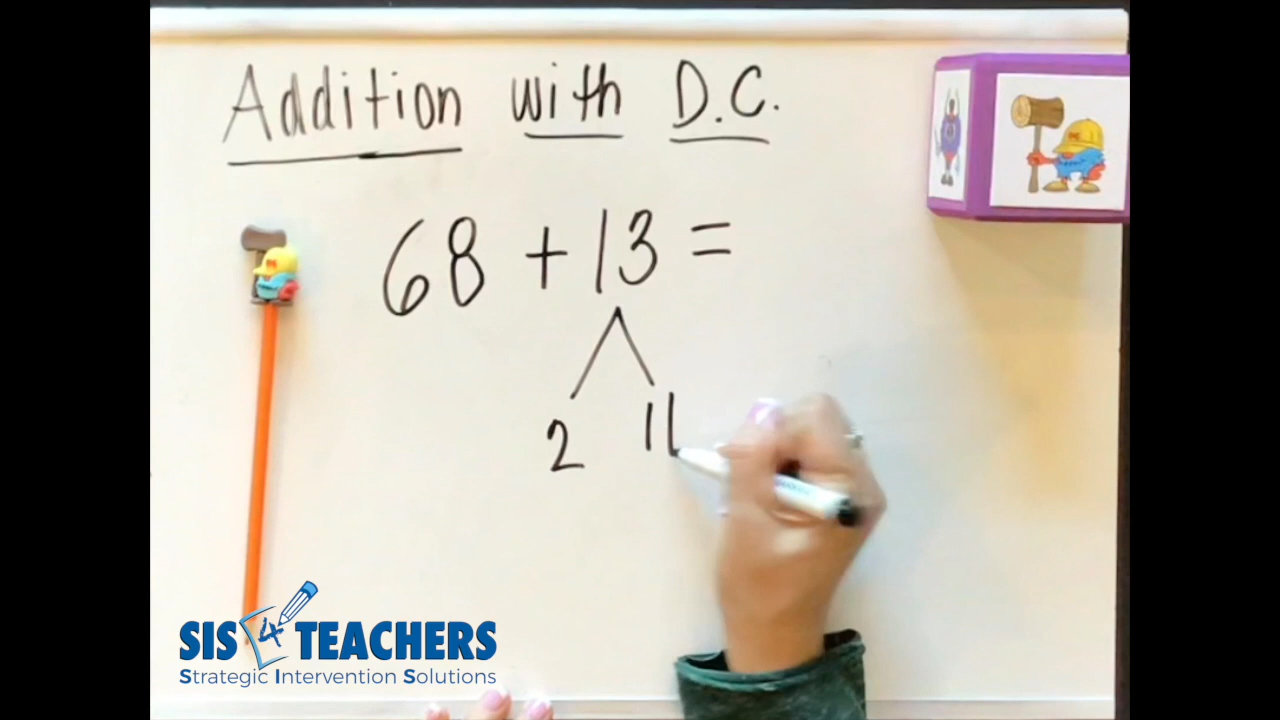 Addition with D.C.
68 + 13 =
2 11
SIS 4 TEACHERS
Strategic Intervention Solutions